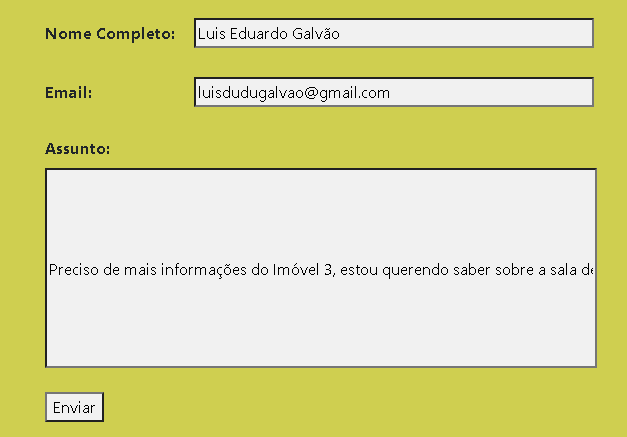 Nome Completo: Luis Eduardo Galvão
Email: luisdudugalvao@gmail.com
Assunto:
Preciso de mais informações do Imóvel 3, estou querendo saber sobre a sala de
Enviar